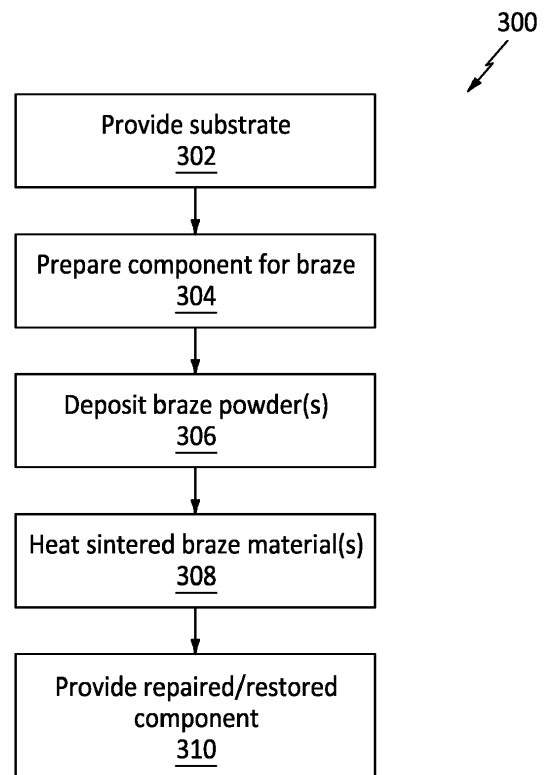 300
Provide substrate
302
Prepare component for braze
304
Deposit braze powder(s)
306
Heat sintered braze material(s)
308
Provide repaired/restored
component
310